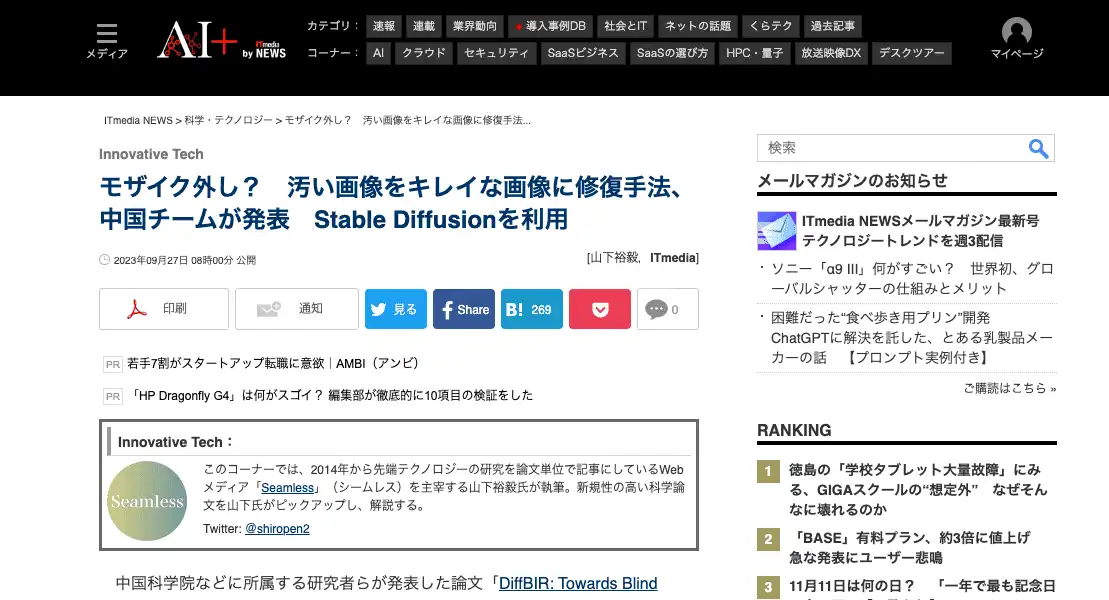 メディア
AI+
by ITmedia NEWS
カテゴリ： 速報 連載 業界動向 導入事例DB 社会とIT ネットの話題 くらテク 過去記事
コーナー： AI クラウド セキュリティ SaaSビジネス SaaSの選び方 HPC・量子 放送映像DX デスクツアー
マイページ
ITmedia NEWS > 科学・テクノロジー > モザイク外し？　汚い画像をキレイな画像に修復手法...
Innovative Tech
モザイク外し？　汚い画像をキレイな画像に修復手法、
中国チームが発表　Stable Diffusionを利用
2023年09月27日 08時00分 公開
[山下裕毅，ITmedia]
印刷 通知 見る Share B! 269 0
PR 若手7割がスタートアップ転職に意欲｜AMBI（アンビ）
PR 「HP Dragonfly G4」は何がスゴイ？ 編集部が徹底的に10項目の検証をした
Innovative Tech：
Seamless
このコーナーでは、2014年から先端テクノロジーの研究を論文単位で記事にしているWeb
メディア「Seamless」（シームレス）を主宰する山下裕毅氏が執筆。新規性の高い科学論
文を山下氏がピックアップし、解説する。
Twitter: @shiropen2
中国科学院などに所属する研究者らが発表した論文「DiffBIR: Towards Blind
検索
メールマガジンのお知らせ
ITmedia NEWSメールマガジン最新号
テクノロジートレンドを週3配信
・ソニー「α9 III」何がすごい？　世界初、グロ
ーバルシャッターの仕組みとメリット
・困難だった“食べ歩き用プリン”開発
ChatGPTに解決を託した、とある乳製品メー
カーの話　【プロンプト実例付き】
ご購読はこちら »
RANKING
1 徳島の「学校タブレット大量故障」にみ
る、GIGAスクールの“想定外”　なぜそん
なに壊れるのか
2 「BASE」有料プラン、約3倍に値上げ
急な発表にユーザー悲鳴
3 11月11日は何の日？　「一年で最も記念日